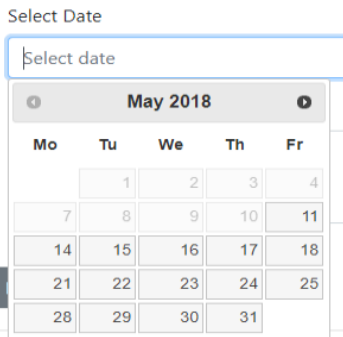 Select Date
Select date
May 2018
Mo Tu We Th Fr
1 2 3 4
7 8 9 10 11
14 15 16 17 18
21 22 23 24 25
28 29 30 31